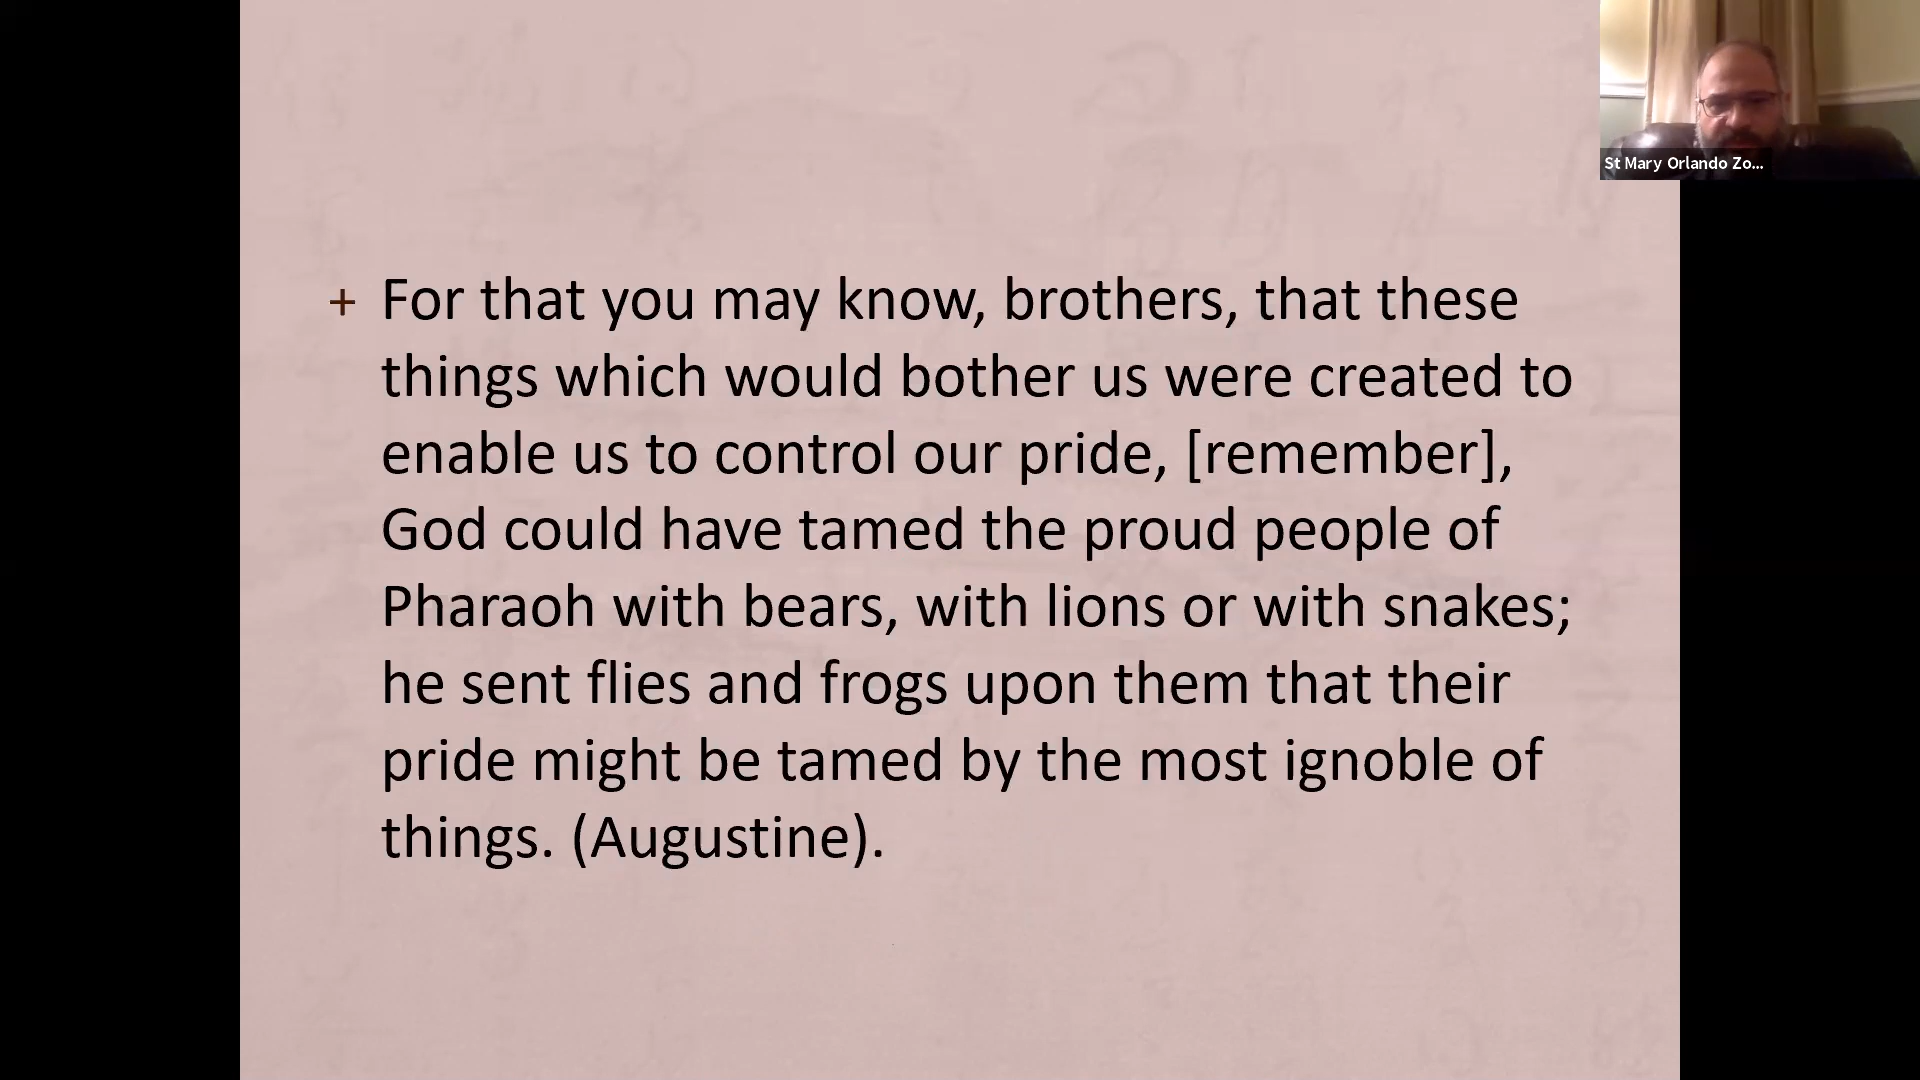 St Mary Orlando Zo...
+ For that you may know, brothers, that these
things which would bother us were created to
enable us to control our pride, [remember],
God could have tamed the proud people of
Pharaoh with bears, with lions or with snakes;
he sent flies and frogs upon them that their
pride might be tamed by the most ignoble of
things. (Augustine).